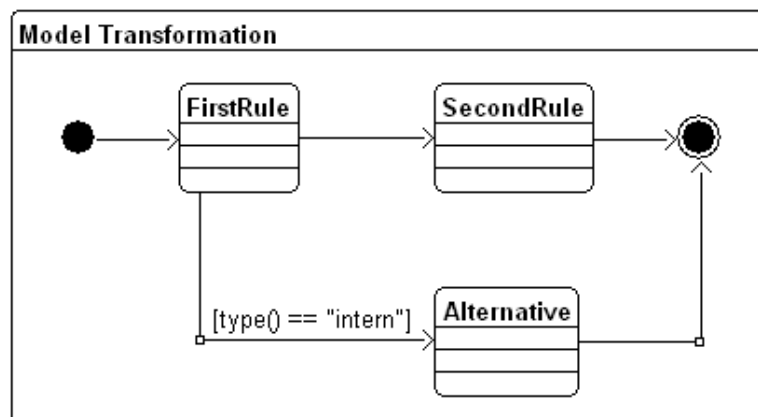 Model Transformation
FirstRule
SecondRule
[type() == "intern"]
Alternative